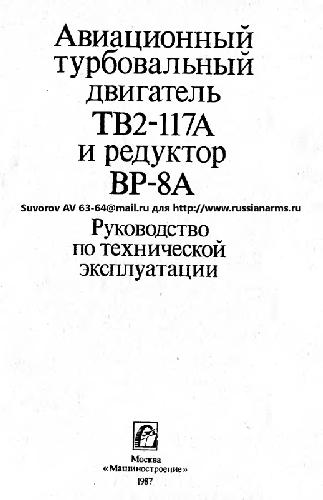 Авиационный
турбовальный
двигатель
ТВ2-117А
и редуктор
ВР-8А
Suvorov AV 63-64@mail.ru для http://www.russianarms.ru
Руководство
по технической
эксплуатации
Москва
«Машиностроение»
1987